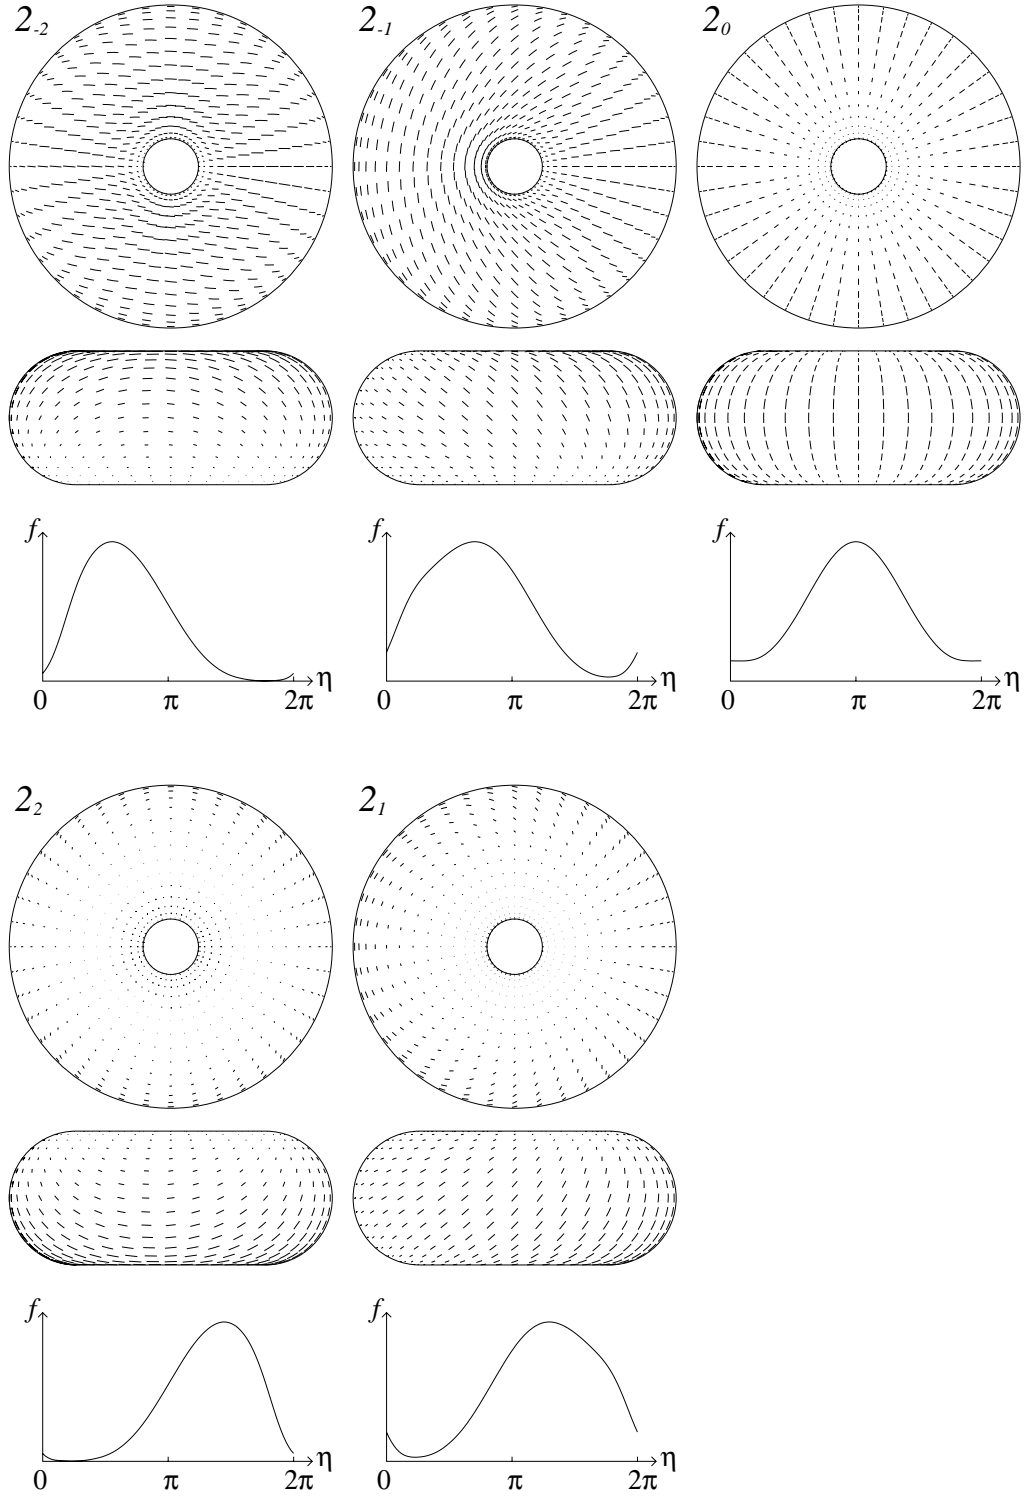 2₋₂ 2₋₁ 2₀
f f f
0 π 2π η 0 π 2π η 0 π 2π η
2₂ 2₁
f f
0 π 2π η 0 π 2π η